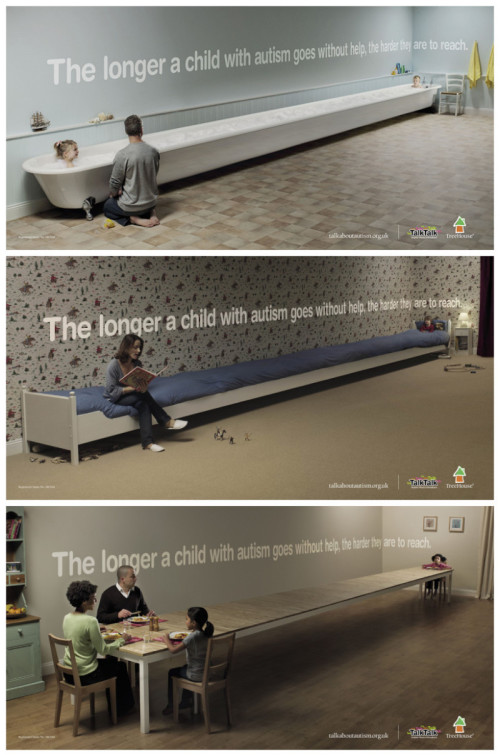 The longer a child with autism goes without help, the harder they are to reach.
talkaboutautism.org.uk
TalkTalk
TREEHOUSE
The longer a child with autism goes without help, the harder they are to reach.
talkaboutautism.org.uk
TalkTalk
TREEHOUSE
The longer a child with autism goes without help, the harder they are to reach.
talkaboutautism.org.uk
TalkTalk
TREEHOUSE